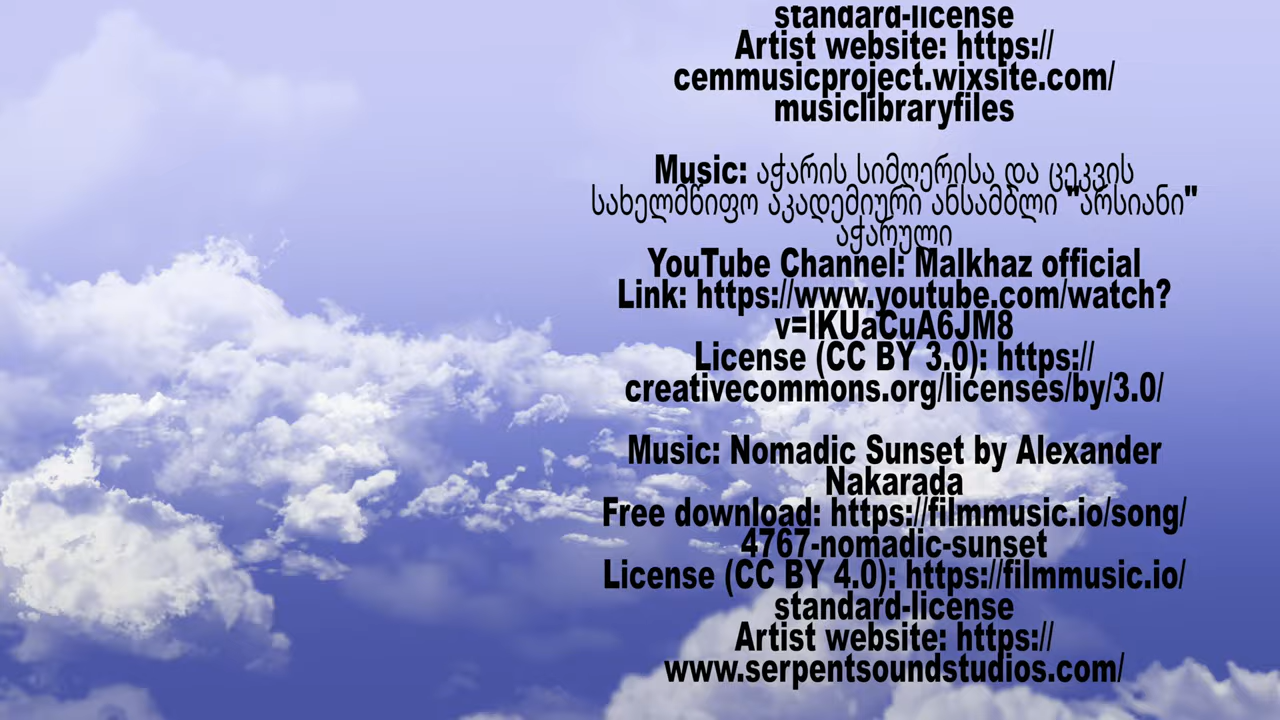 standard-license
Artist website: https://
cemmusicproject.wixsite.com/
musiclibraryfiles
Music: აჭარის სიმღერისა და ცეკვის
სახელმწიფო აკადემიური ანსამბლი "არსიანი"
აჭარული
YouTube Channel: Malkhaz official
Link: https://www.youtube.com/watch?
v=lKUaCuA6JM8
License (CC BY 3.0): https://
creativecommons.org/licenses/by/3.0/
Music: Nomadic Sunset by Alexander
Nakarada
Free download: https://filmmusic.io/song/
4767-nomadic-sunset
License (CC BY 4.0): https://filmmusic.io/
standard-license
Artist website: https://
www.serpentsoundstudios.com/